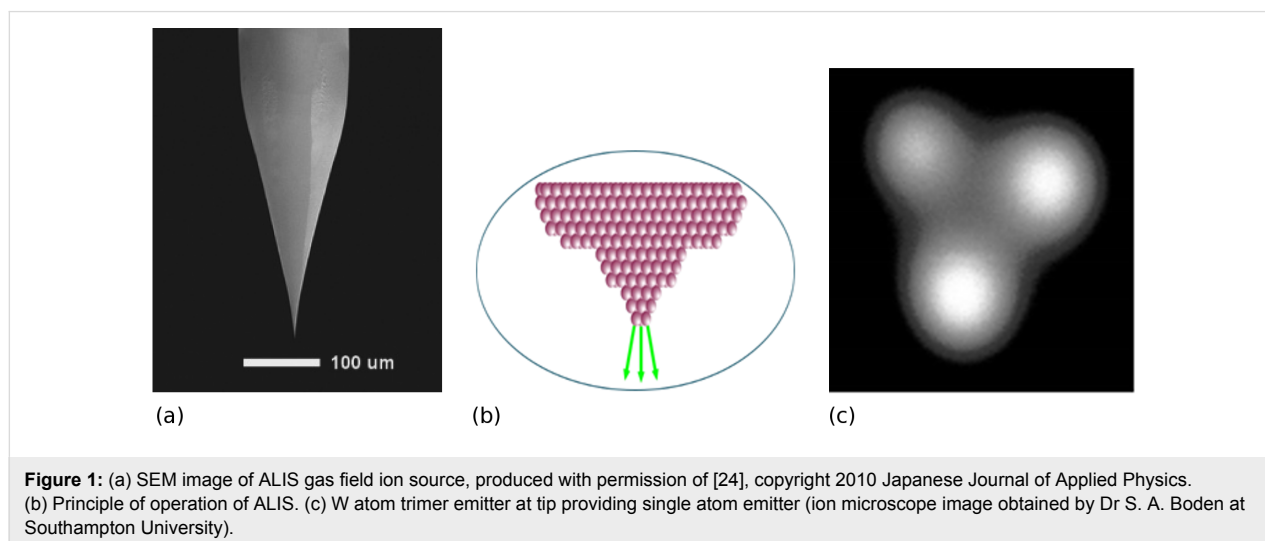 100 um
(a)
(b)
(c)
Figure 1: (a) SEM image of ALIS gas field ion source, produced with permission of [24], copyright 2010 Japanese Journal of Applied Physics.
(b) Principle of operation of ALIS. (c) W atom trimer emitter at tip providing single atom emitter (ion microscope image obtained by Dr S. A. Boden at
Southampton University).